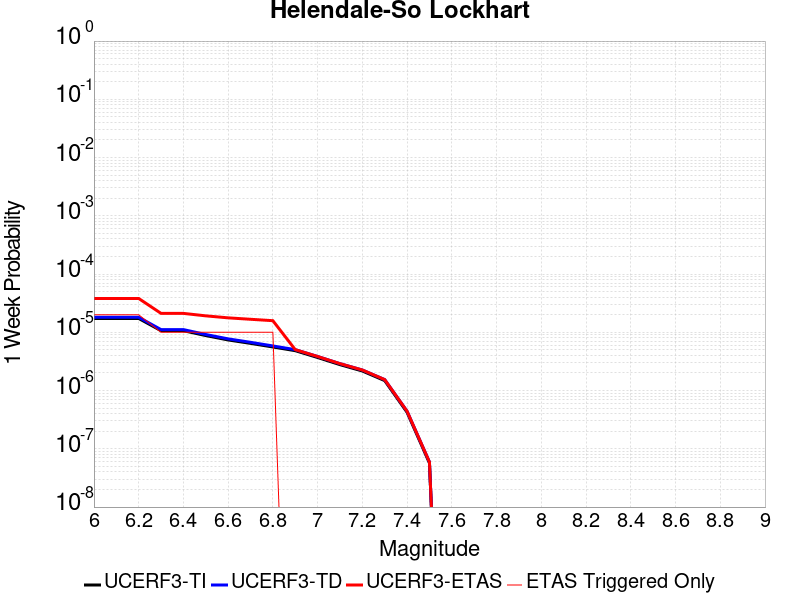 Helendale-So Lockhart
10^0
10^-1
10^-2
10^-3
10^-4
10^-5
10^-6
10^-7
10^-8
1 Week Probability
6 6.2 6.4 6.6 6.8 7 7.2 7.4 7.6 7.8 8 8.2 8.4 8.6 8.8 9
Magnitude
UCERF3-TI UCERF3-TD UCERF3-ETAS ETAS Triggered Only